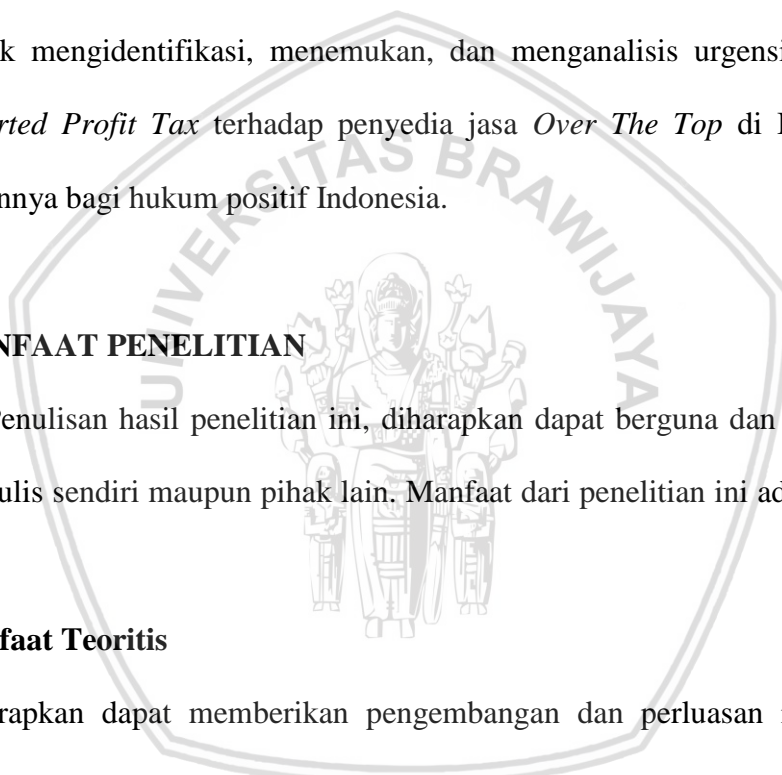 k mengidentifikasi, menemukan, dan menganalisis urgensi
rted Profit Tax terhadap penyedia jasa Over The Top di
nnya bagi hukum positif Indonesia.
UNIVERSITAS BRAWIJAYA
NFAAT PENELITIAN
Penulisan hasil penelitian ini, diharapkan dapat berguna dan
ulis sendiri maupun pihak lain. Manfaat dari penelitian ini ad
faat Teoritis
rapkan dapat memberikan pengembangan dan perluasan